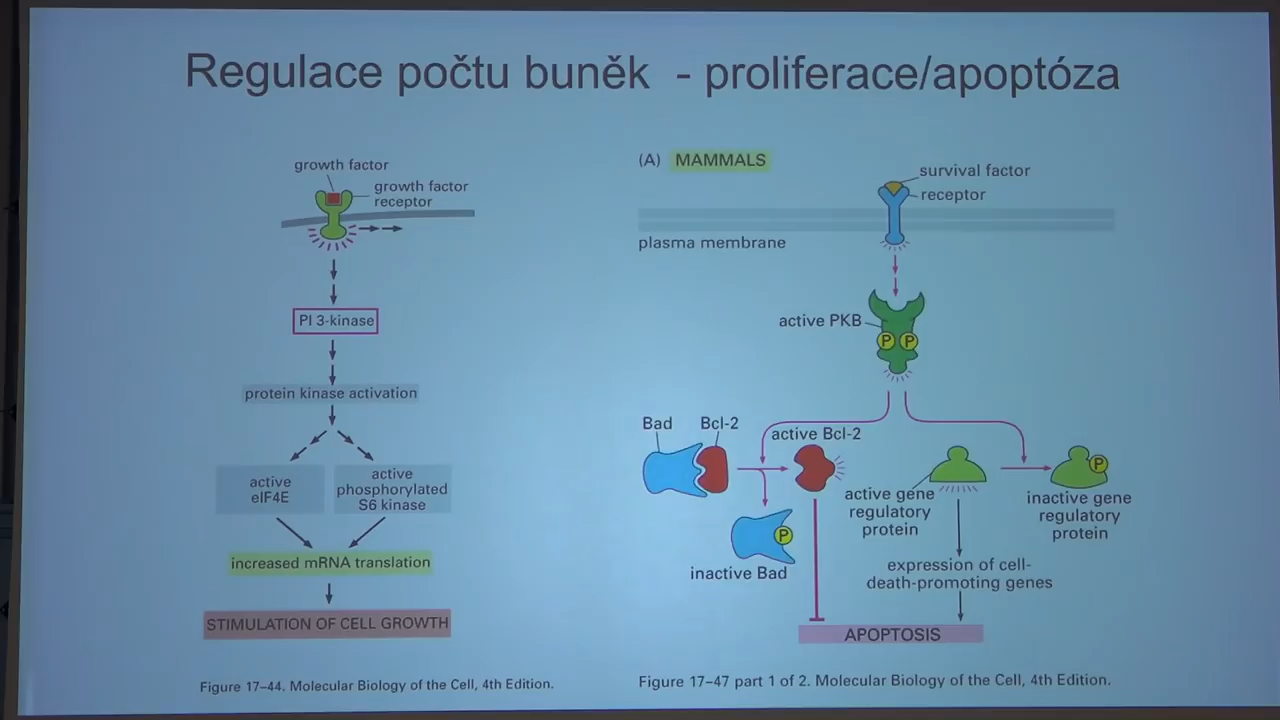 Regulace počtu buněk - proliferace/apoptóza
growth factor
growth factor
receptor
PI 3-kinase
protein kinase activation
active
eIF4E
active
phosphorylated
S6 kinase
increased mRNA translation
STIMULATION OF CELL GROWTH
Figure 17–44. Molecular Biology of the Cell, 4th Edition.
(A) MAMMALS
survival factor
receptor
plasma membrane
active PKB
P P
Bad
Bcl-2
active Bcl-2
P
inactive Bad
active gene
regulatory
protein
P
inactive gene
regulatory
protein
expression of cell-
death-promoting genes
APOPTOSIS
Figure 17–47 part 1 of 2. Molecular Biology of the Cell, 4th Edition.